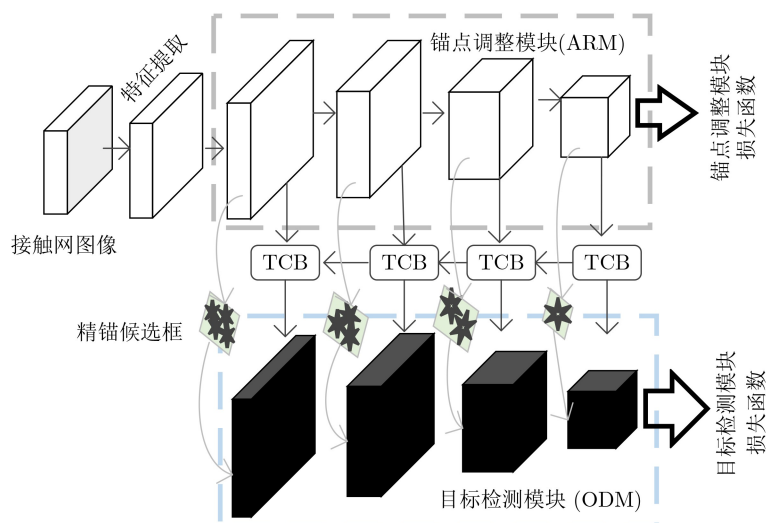 锚点调整模块(ARM)
特征提取
锚点调整模块
损失函数
接触网图像
TCB
TCB
TCB
TCB
精锚候选框
目标检测模块
损失函数
目标检测模块 (ODM)